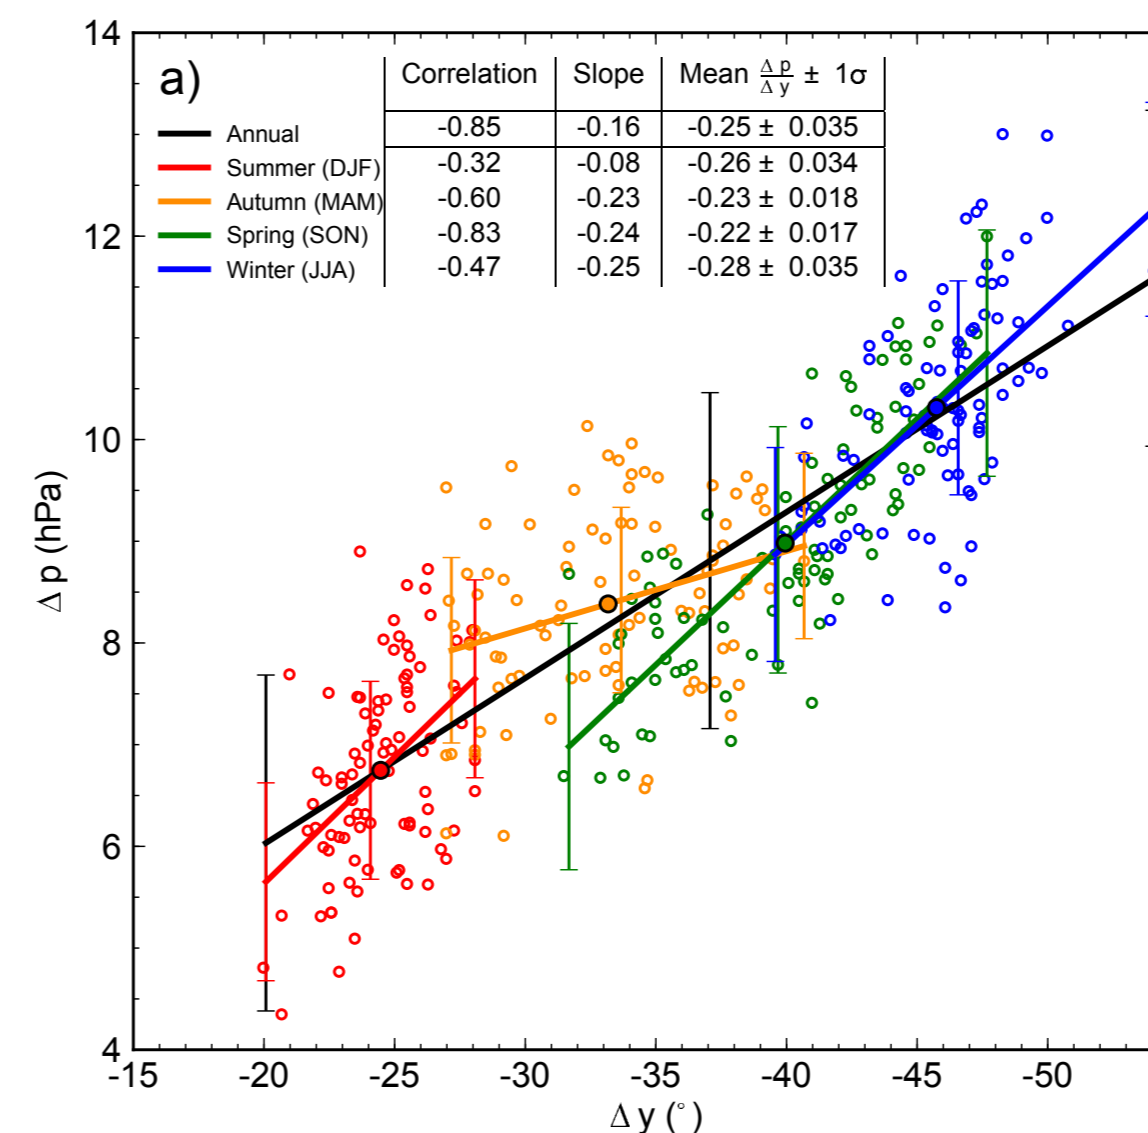 14
a)
Correlation Slope Mean Δ p / Δ y ± 1σ
Annual -0.85 -0.16 -0.25 ± 0.035
Summer (DJF) -0.32 -0.08 -0.26 ± 0.034
Autumn (MAM) -0.60 -0.23 -0.23 ± 0.018
Spring (SON) -0.83 -0.24 -0.22 ± 0.017
Winter (JJA) -0.47 -0.25 -0.28 ± 0.035
12
10
8
6
4
Δ p (hPa)
-15 -20 -25 -30 -35 -40 -45 -50
Δ y (°)